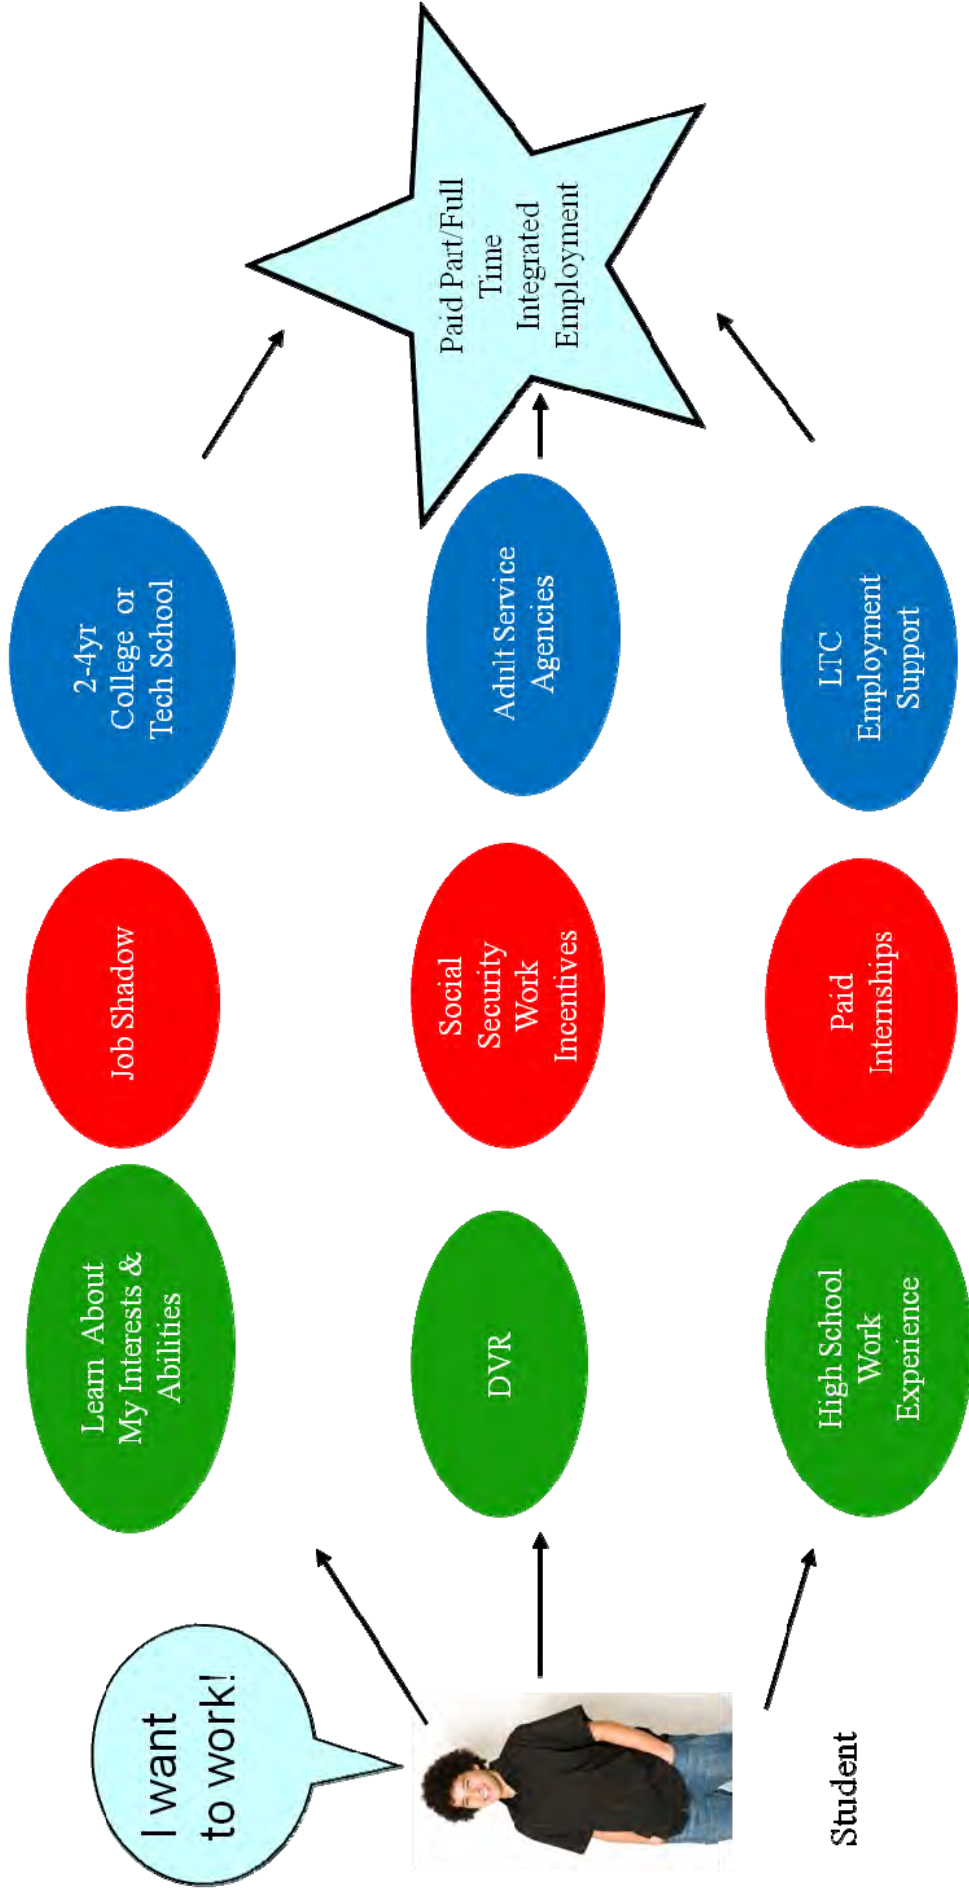 I want
to work!
Student
Learn About
My Interests &
Abilities
DVR
High School
Work
Experience
Job Shadow
Social
Security
Work
Incentives
Paid
Internships
2-4yr
College or
Tech School
Adult Service
Agencies
LTC
Employment
Support
Paid Part/Full
Time
Integrated
Employment